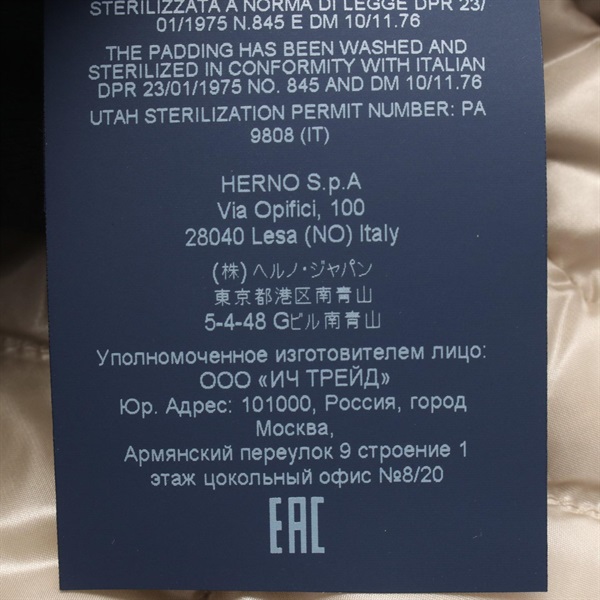 STERILIZZATA A NORMA DI LEGGE DPR 23/
01/1975 N.845 E DM 10/11.76
THE PADDING HAS BEEN WASHED AND
STERILIZED IN CONFORMITY WITH ITALIAN
DPR 23/01/1975 NO. 845 AND DM 10/11.76
UTAH STERILIZATION PERMIT NUMBER: PA
9808 (IT)
HERNO S.p.A
Via Opifici, 100
28040 Lesa (NO) Italy
(株) ヘルノ・ジャパン
東京都港区南青山
5-4-48 Gビル南青山
Уполномоченное изготовителем лицо:
ООО «ИЧ ТРЕЙД»
Юр. Адрес: 101000, Россия, город
Москва,
Армянский переулок 9 строение 1
этаж цокольный офис №8/20
EAC